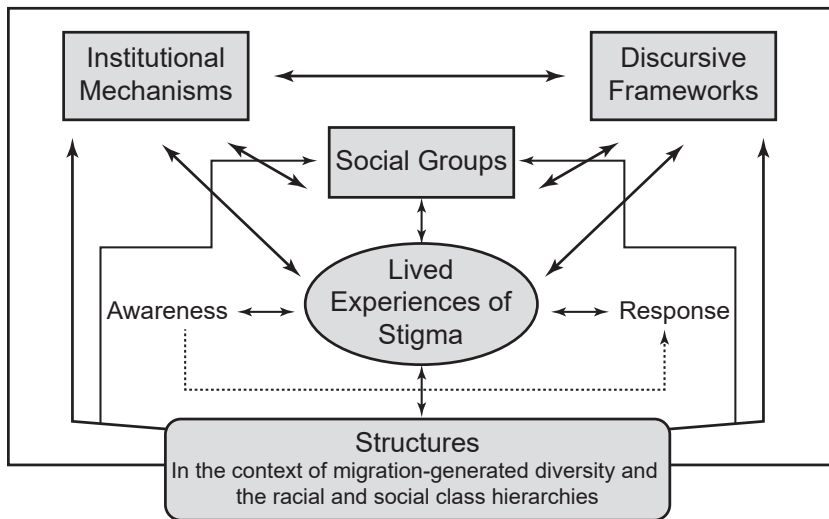 Institutional
Mechanisms
Discursive
Frameworks
Social Groups
Lived
Experiences of
Stigma
Awareness
Response
Structures
In the context of migration-generated diversity and
the racial and social class hierarchies